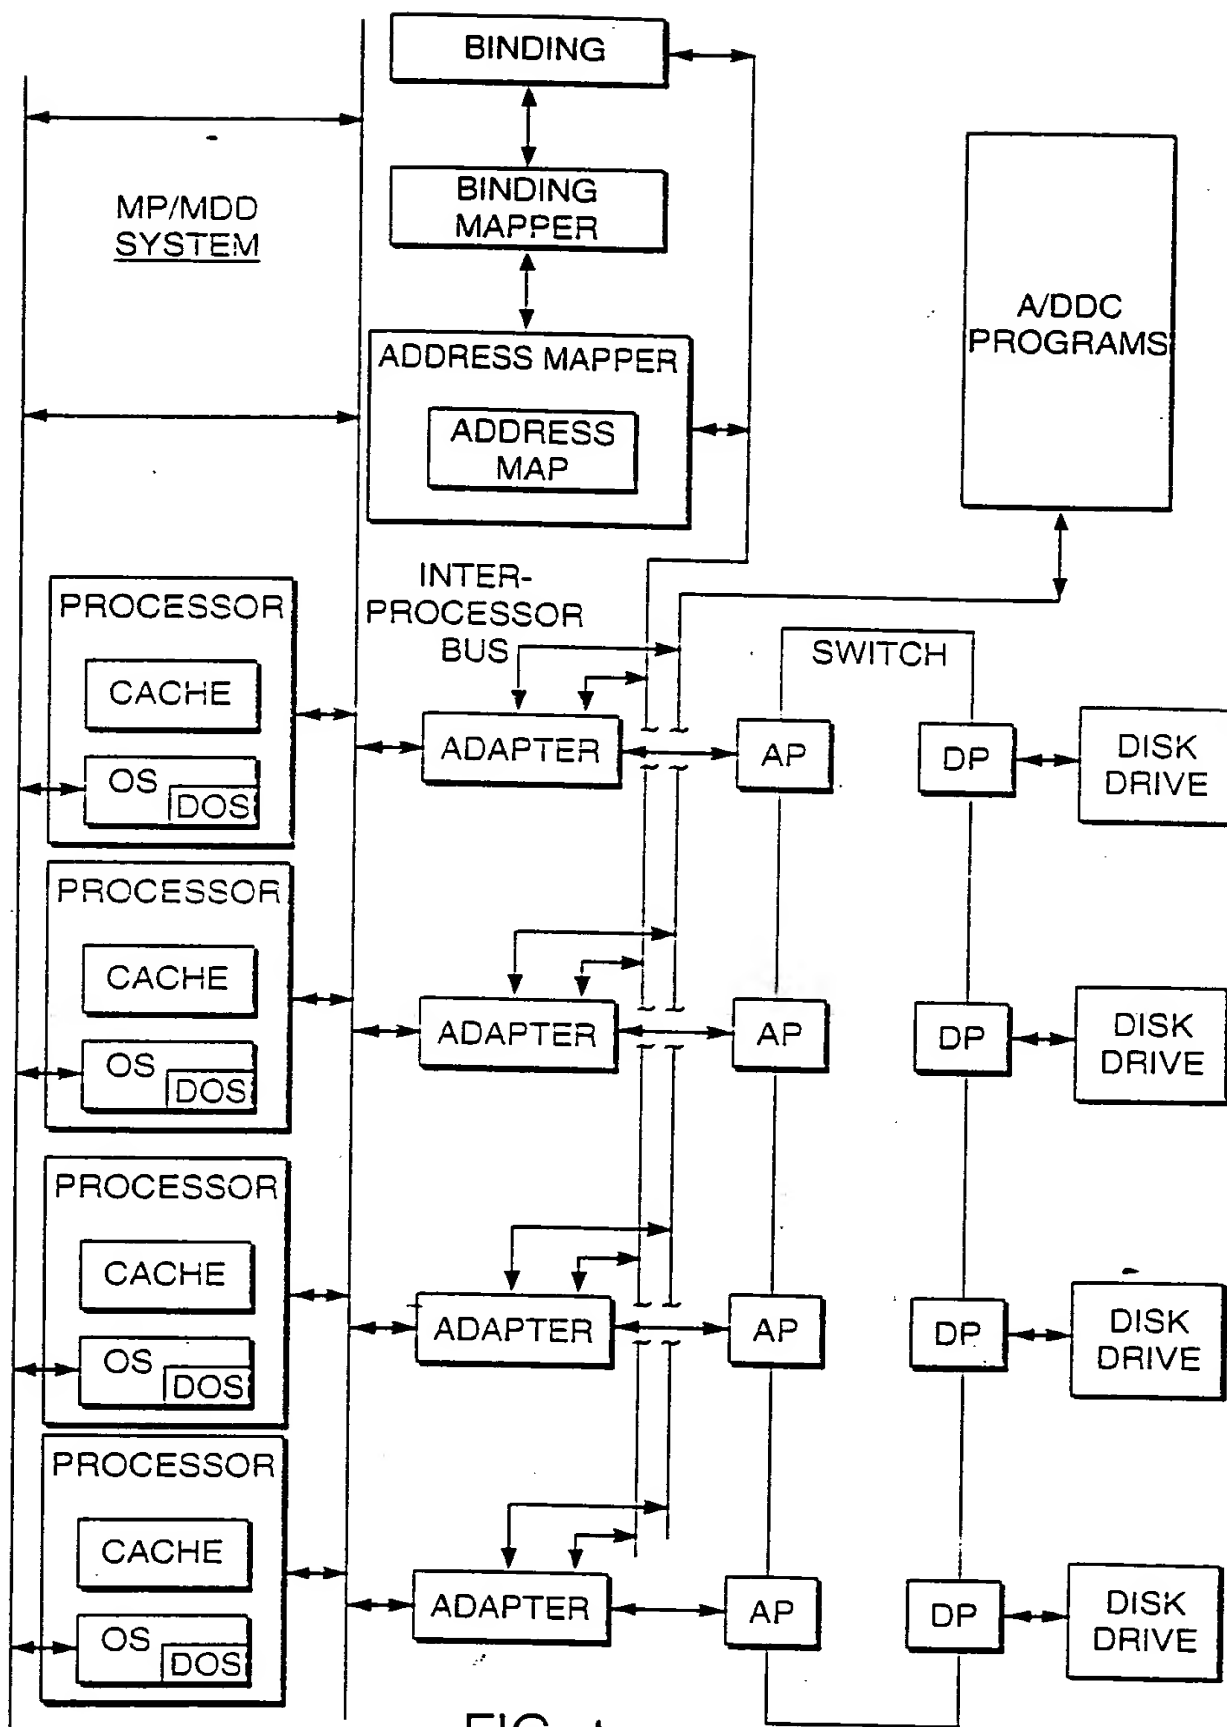 BINDING
MP/MDD
SYSTEM
BINDING
MAPPER
A/DDC
PROGRAMS
ADDRESS MAPPER
ADDRESS
MAP
INTER-
PROCESSOR
BUS
SWITCH
PROCESSOR
CACHE
OS
DOS
ADAPTER
AP
DP
DISK
DRIVE
PROCESSOR
CACHE
OS
DOS
ADAPTER
AP
DP
DISK
DRIVE
PROCESSOR
CACHE
OS
DOS
ADAPTER
AP
DP
DISK
DRIVE
PROCESSOR
CACHE
OS
DOS
ADAPTER
AP
DP
DISK
DRIVE